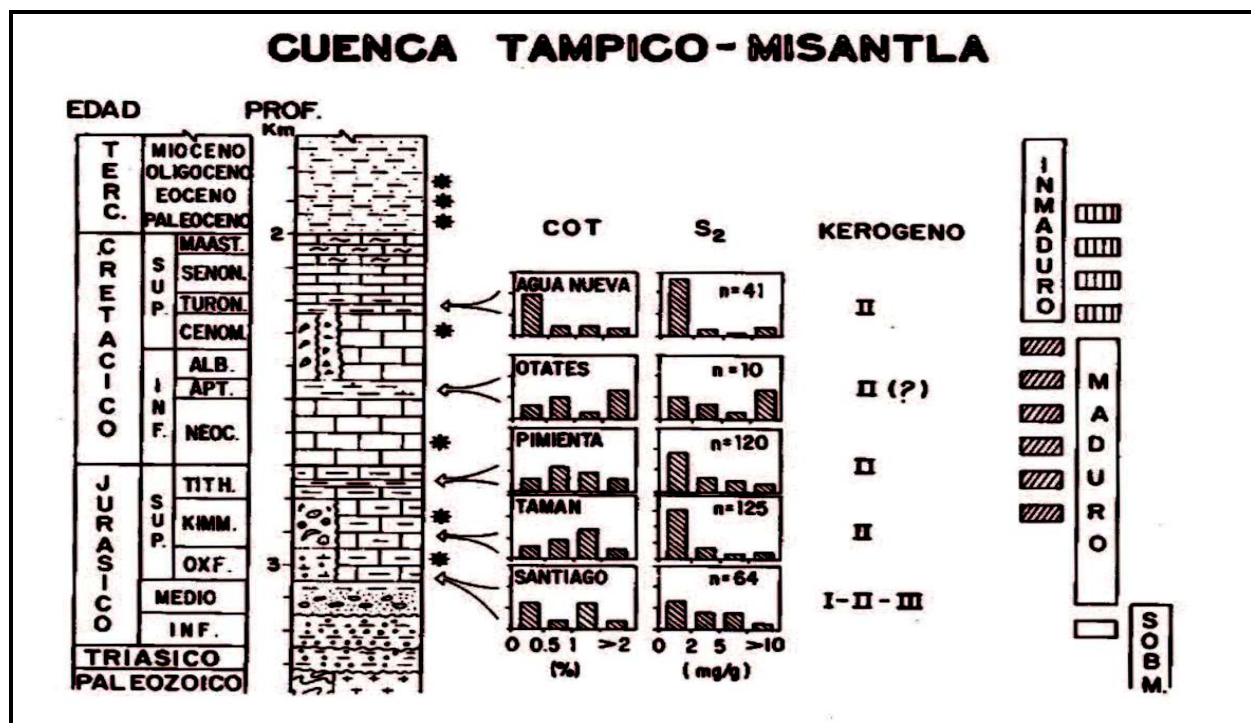 CUENCA TAMPICO-MISANTLA
EDAD PROF.
Km
TERC.
MIOCENO
OLIGOCENO
EOCENO
PALEOCENO
2
CRETACICO
SUP.
MAAST.
SENON.
TURON.
CENOM.
INF.
ALB.
APT.
NEOC.
JURASICO
SUP.
TITH.
KIMM.
OXF.
3
MEDIO
INF.
TRIASICO
PALEOZOICO
COT S2 KEROGENO
AGUA NUEVA n=41 II
OTATES n=10 II (?)
PIMIENTA n=120 II
TAMAN n=125 II
SANTIAGO n=64 I-II-III
0 0.5 1 >2 0 2 5 >10
(%) (mg/g)
INMADURO
MADURO
SOBM.